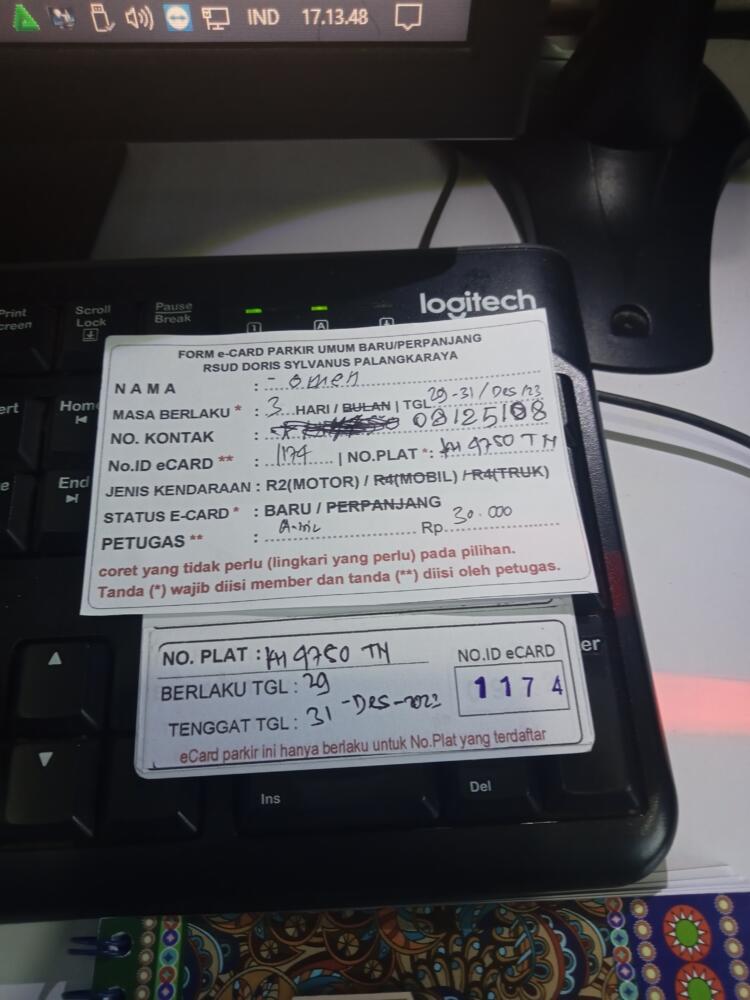 IND 17.13.48
Print
Screen
Scroll
Lock
Pause
Break
1 A
logitech
Home
End
FORM e-CARD PARKIR UMUM BARU/PERPANJANG
RSUD DORIS SYLVANUS PALANGKARAYA
NAMA : - omen
MASA BERLAKU * : 3 HARI / BULAN | TGL. 29-31/Des/23
NO. KONTAK : 08125108
No.ID eCARD ** : 1174 | NO.PLAT *: KH 4750 TM
JENIS KENDARAAN : R2(MOTOR) / R4(MOBIL) / R4(TRUK)
STATUS E-CARD * : BARU / PERPANJANG
PETUGAS ** : Rp. 30.000
coret yang tidak perlu (lingkari yang perlu) pada pilihan.
Tanda (*) wajib diisi member dan tanda (**) diisi oleh petugas.
NO. PLAT : KH 4750 TM
NO.ID eCARD
BERLAKU TGL : 29
1174
TENGGAT TGL : 31 -Des-2023
eCard parkir ini hanya berlaku untuk No.Plat yang terdaftar
Ins
Del